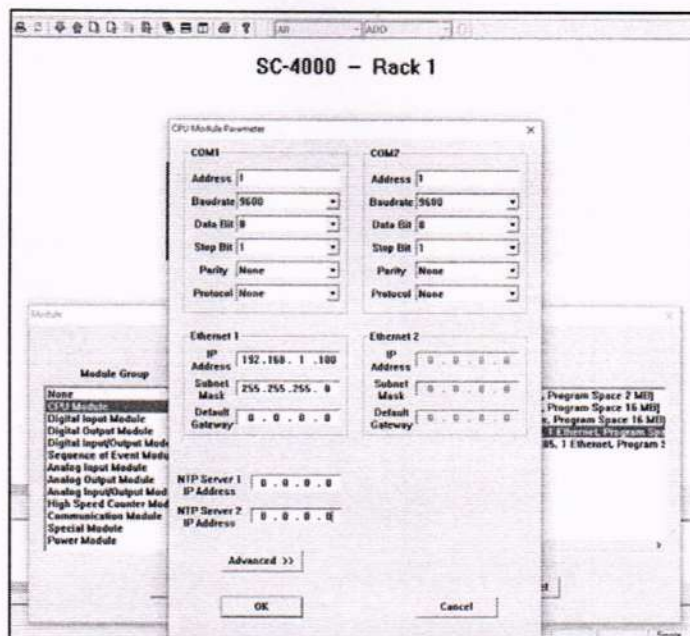 All
ADD
SC-4000 – Rack 1
CPU Module Parameter
COM1
Address 1
Baudrate 9600
Data Bit 8
Stop Bit 1
Parity None
Protocol None
COM2
Address 1
Baudrate 9600
Data Bit 8
Stop Bit 1
Parity None
Protocol None
Ethernet 1
IP Address 192.168. 1 .100
Subnet Mask 255.255.255. 0
Default Gateway 0 . 0 . 0 . 0
Ethernet 2
IP Address 0 . 0 . 0 . 0
Subnet Mask 0 . 0 . 0 . 0
Default Gateway 0 . 0 . 0 . 0
NTP Server 1 IP Address 0 . 0 . 0 . 0
NTP Server 2 IP Address 0 . 0 . 0 . 0
Advanced >>
OK
Cancel
Module
Module Group
None
CPU Module
Digital Input Module
Digital Output Module
Digital Input/Output Modu
Sequence of Event Modu
Analog Input Module
Analog Output Module
Analog Input/Output Mod
High Speed Counter Mod
Communication Module
Special Module
Power Module
, Program Space 2 MB]
, Program Space 16 MB]
, Program Space 16 MB]
1 Ethernet, Program Sp
85, 1 Ethernet, Program S